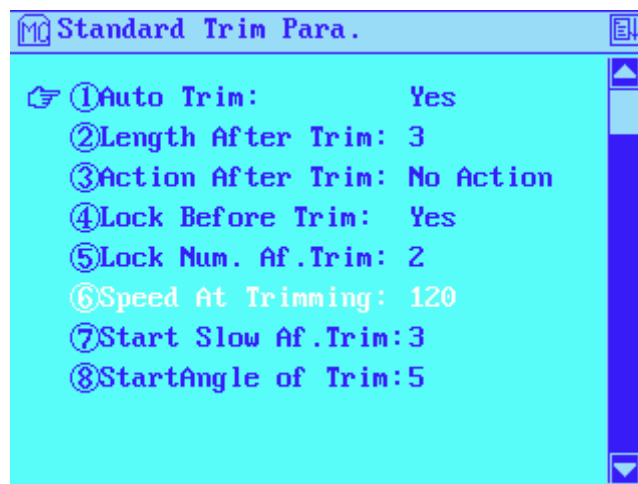 MC Standard Trim Para.
①Auto Trim: Yes
②Length After Trim: 3
③Action After Trim: No Action
④Lock Before Trim: Yes
⑤Lock Num. Af.Trim: 2
⑥Speed At Trimming: 120
⑦Start Slow Af.Trim:3
⑧StartAngle of Trim:5